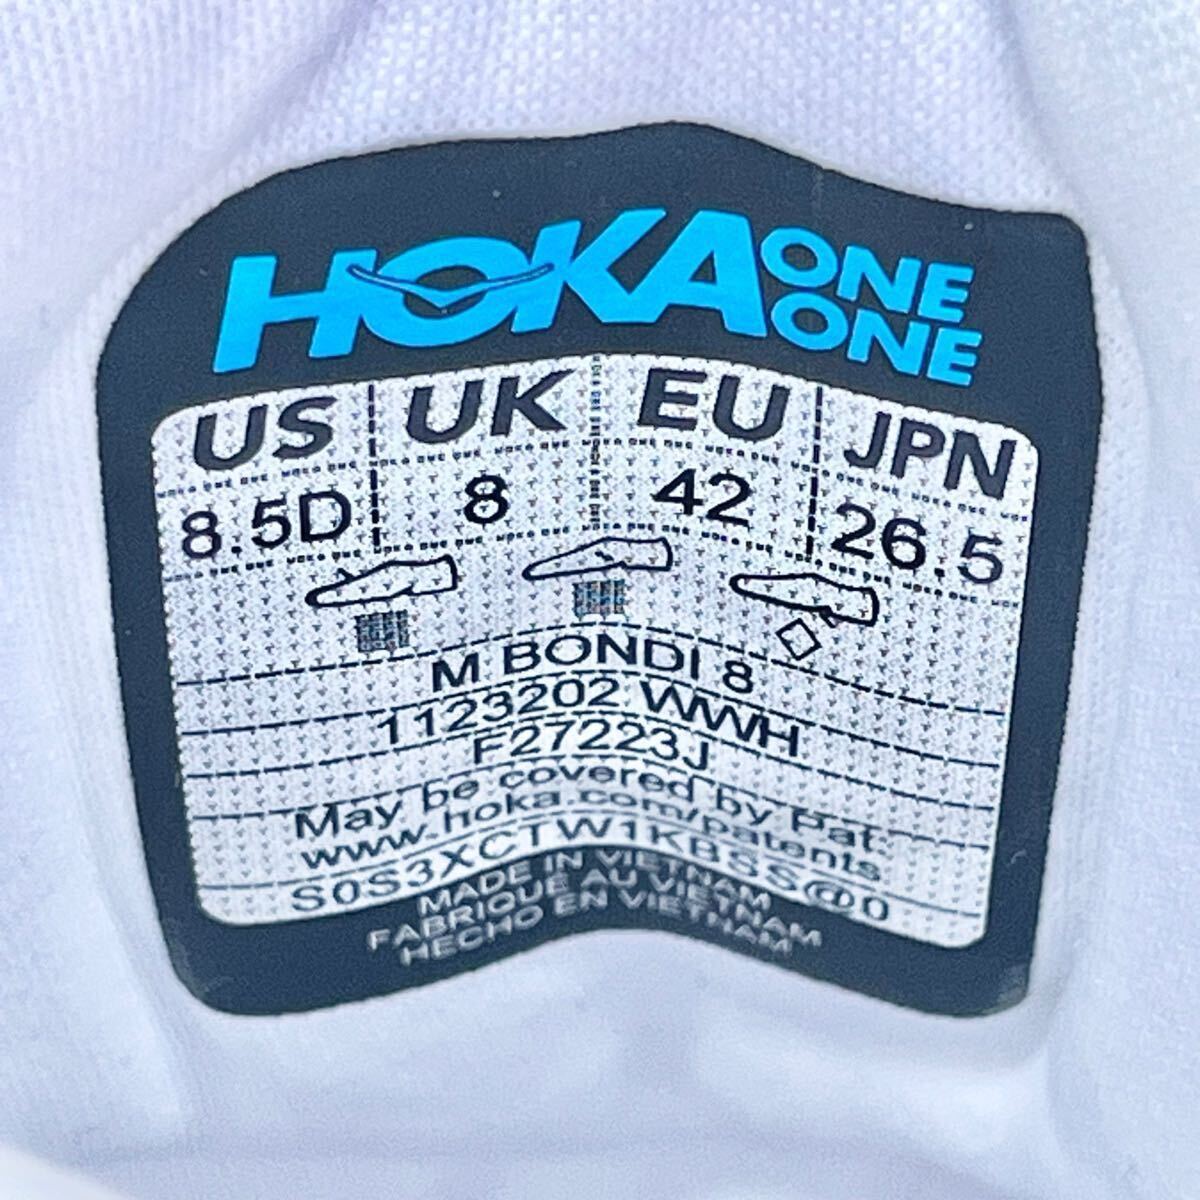 HOKA ONE ONE
US UK EU JPN
8.5D 8 42 26.5
M BONDI 8
1123202 WWH
F27223J
May be covered by Pat:
www.hoka.com/patents
S0S3XCTW1KBSS@0
MADE IN VIETNAM
FABRIQUÉ AU VIETNAM
HECHO EN VIETNAM